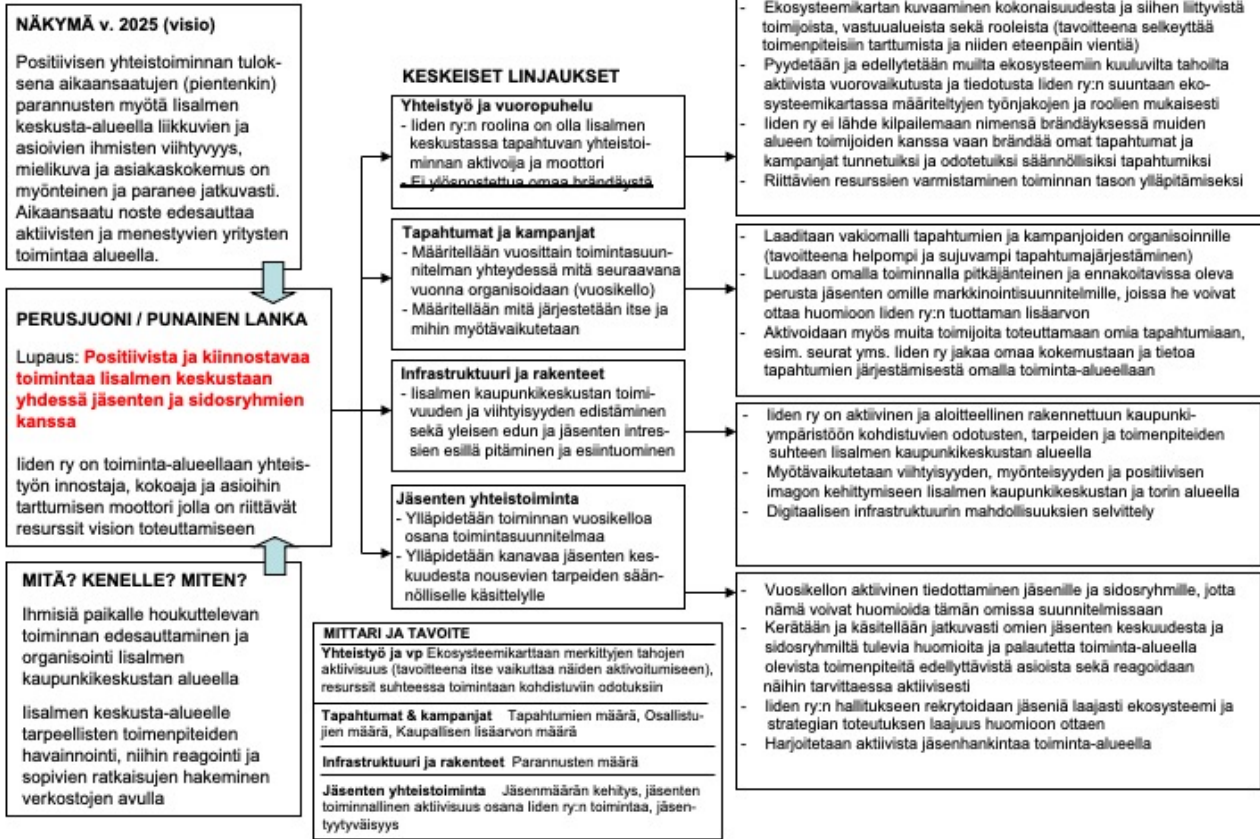 NÄKYMÄ v. 2025 (visio)
Positiivisen yhteistoiminnan tulok-
sena aikaansaatujen (pientenkin)
parannusten myötä Iisalmen
keskusta-alueella liikkuvien ja
asioivien ihmisten viihtyvyys,
mielikuva ja asiakaskokemus on
myönteinen ja paranee jatkuvasti.
Aikaansaatu noste edesauttaa
aktiivisten ja menestyvien yritysten
toimintaa alueella.
PERUSJUONI / PUNAINEN LANKA
Lupaus: Positiivista ja kiinnostavaa
toimintaa Iisalmen keskustaan
yhdessä jäsenten ja sidosryhmien
kanssa
Iiden ry on toiminta-alueellaan yhteis-
työn innostaja, kokoaja ja asioihin
tarttumisen moottori jolla on riittävät
resurssit vision toteuttamiseen
MITÄ? KENELLE? MITEN?
Ihmisiä paikalle houkuttelevan
toiminnan edesauttaminen ja
organisointi Iisalmen
kaupunkikeskustan alueella
Iisalmen keskusta-alueelle
tarpeellisten toimenpiteiden
havainnointi, niihin reagointi ja
sopivien ratkaisujen hakeminen
verkostojen avulla
KESKEISET LINJAUKSET
Yhteistyö ja vuoropuhelu
- Iiden ry:n roolina on olla Iisalmen
keskustassa tapahtuvan yhteistoi-
minnan aktivoija ja moottori
- Ei ylösnostettua omaa brändäystä
Tapahtumat ja kampanjat
- Määritellään vuosittain toimintasuun-
nitelman yhteydessä mitä seuraavana
vuonna organisoidaan (vuosikello)
- Määritellään mitä järjestetään itse ja
mihin myötävaikutetaan
Infrastruktuuri ja rakenteet
- Iisalmen kaupunkikeskustan toimi-
vuuden ja viihtyisyyden edistäminen
sekä yleisen edun ja jäsenten intres-
sien esillä pitäminen ja esiintuominen
Jäsenten yhteistoiminta
- Ylläpidetään toiminnan vuosikelloa
osana toimintasuunnitelmaa
- Ylläpidetään kanavaa jäsenten kes-
kuudesta nousevien tarpeiden sään-
nölliselle käsittelylle
MITTARI JA TAVOITE
Yhteistyö ja vp Ekosysteemikarttaan merkittyjen tahojen
aktiivisuus (tavoitteena itse vaikuttaa näiden aktivoitumiseen),
resurssit suhteessa toimintaan kohdistuviin odotuksiin
Tapahtumat & kampanjat Tapahtumien määrä, Osallistu-
jien määrä, Kaupallisen lisäarvon määrä
Infrastruktuuri ja rakenteet Parannusten määrä
Jäsenten yhteistoiminta Jäsenmäärän kehitys, jäsenten
toiminnallinen aktiivisuus osana Iiden ry:n toimintaa, jäsen-
tyytyväisyys
- Ekosysteemikartan kuvaaminen kokonaisuudesta ja siihen liittyvistä
toimijoista, vastuualueista sekä rooleista (tavoitteena selkeyttää
toimenpiteisiin tarttumista ja niiden eteenpäin vientiä)
- Pyydetään ja edellytetään muilta ekosysteemiin kuuluvilta tahoilta
aktiivista vuorovaikutusta ja tiedotusta Iiden ry:n suuntaan eko-
systeemikartassa määriteltyjen työnjakojen ja roolien mukaisesti
- Iiden ry ei lähde kilpailemaan nimensä brändäyksessä muiden
alueen toimijoiden kanssa vaan brändää omat tapahtumat ja
kampanjat tunnetuiksi ja odotetuiksi säännöllisiksi tapahtumiksi
- Riittävien resurssien varmistaminen toiminnan tason ylläpitämiseksi
- Laaditaan vakiomalli tapahtumien ja kampanjoiden organisoinnille
(tavoitteena helpompi ja sujuvampi tapahtumajärjestäminen)
- Luodaan omalla toiminnalla pitkäjänteinen ja ennakoitavissa oleva
perusta jäsenten omille markkinointisuunnitelmille, joissa he voivat
ottaa huomioon Iiden ry:n tuottaman lisäarvon
- Aktivoidaan myös muita toimijoita toteuttamaan omia tapahtumiaan,
esim. seurat yms. Iiden ry jakaa omaa kokemustaan ja tietoa
tapahtumien järjestämisestä omalla toiminta-alueellaan
- Iiden ry on aktiivinen ja aloitteellinen rakennettuun kaupunki-
ympäristöön kohdistuvien odotusten, tarpeiden ja toimenpiteiden
suhteen Iisalmen kaupunkikeskustan alueella
- Myötävaikutetaan viihtyisyyden, myönteisyyden ja positiivisen
imagon kehittymiseen Iisalmen kaupunkikeskustan ja torin alueella
- Digitaalisen infrastruktuurin mahdollisuuksien selvittely
- Vuosikellon aktiivinen tiedottaminen jäsenille ja sidosryhmille, jotta
nämä voivat huomioida tämän omissa suunnitelmissaan
- Kerätään ja käsitellään jatkuvasti omien jäsenten keskuudesta ja
sidosryhmiltä tulevia huomioita ja palautetta toiminta-alueella
olevista toimenpiteitä edellyttävistä asioista sekä reagoidaan
näihin tarvittaessa aktiivisesti
- Iiden ry:n hallitukseen rekrytoidaan jäseniä laajasti ekosysteemi ja
strategian toteutuksen laajuus huomioon ottaen
- Harjoitetaan aktiivista jäsenhankintaa toiminta-alueella